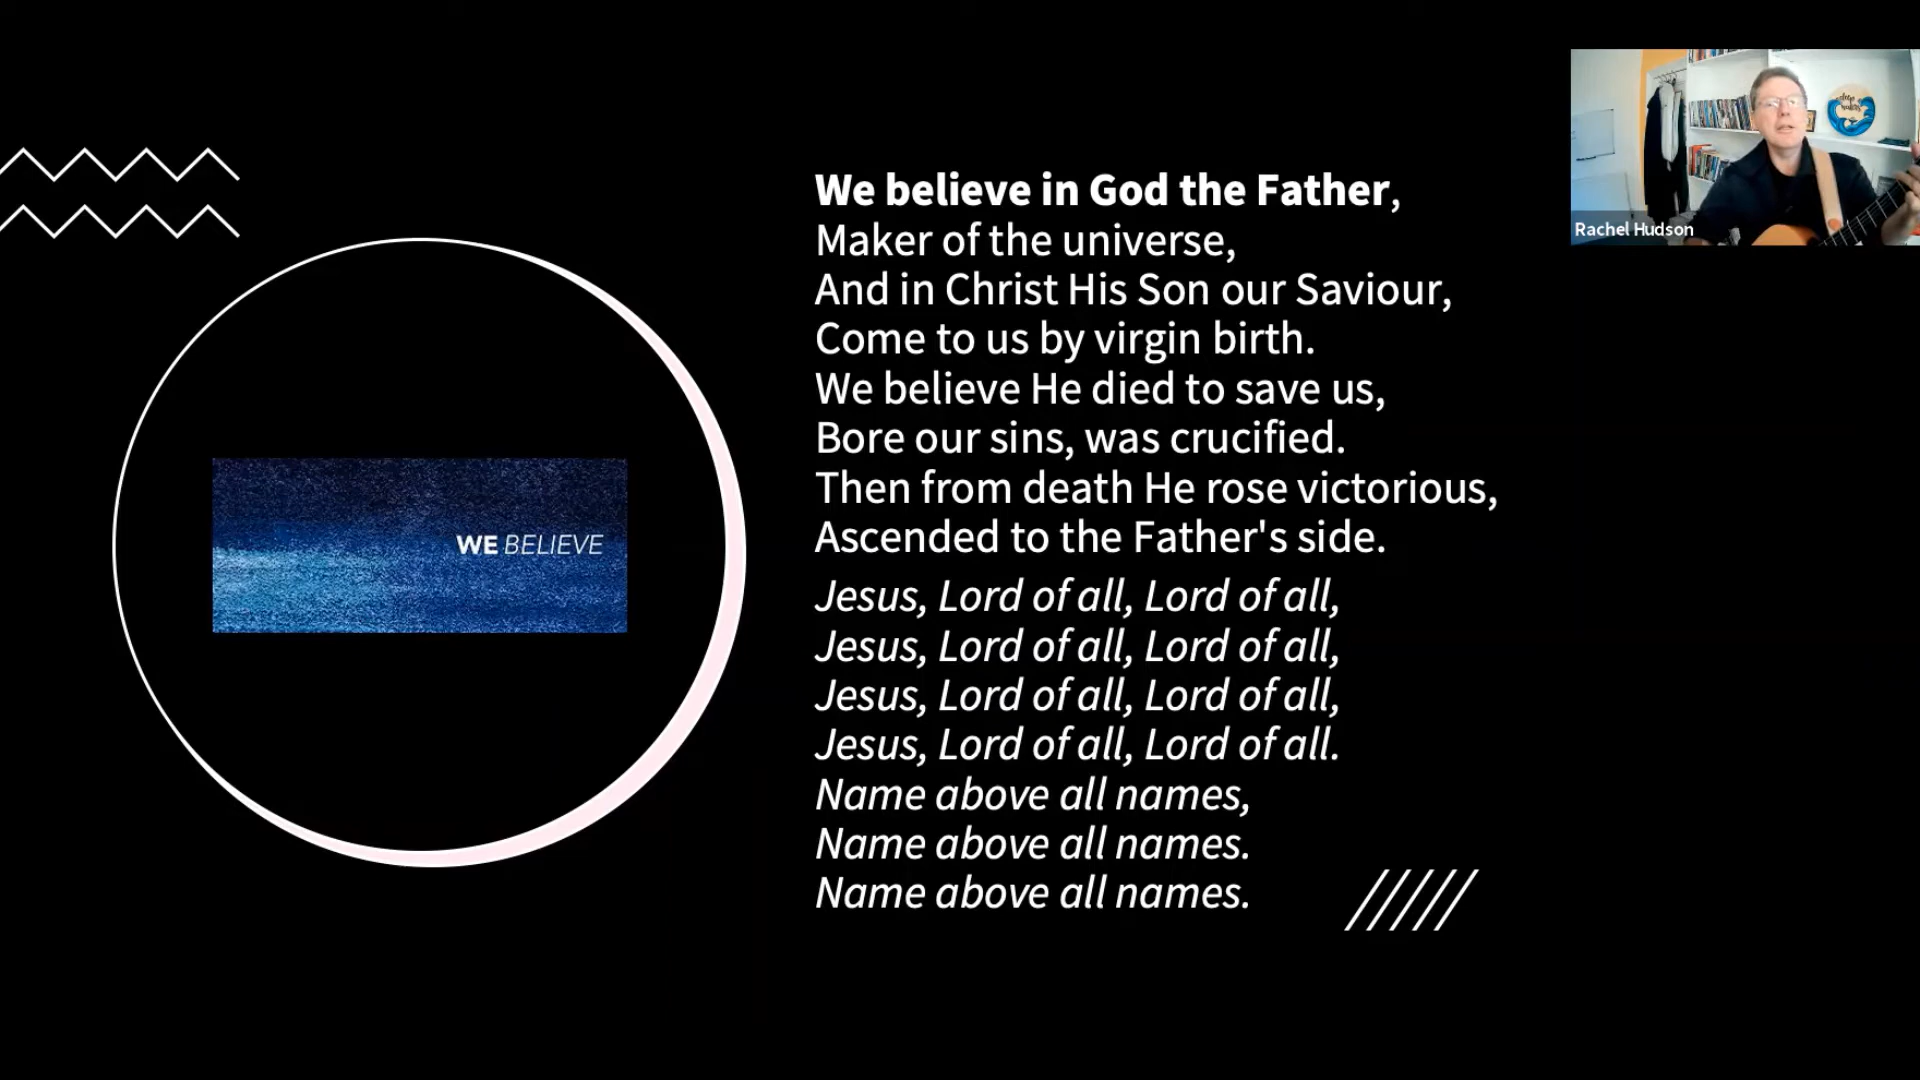 We believe in God the Father,
Maker of the universe,
And in Christ His Son our Saviour,
Come to us by virgin birth.
We believe He died to save us,
Bore our sins, was crucified.
Then from death He rose victorious,
Ascended to the Father's side.
Jesus, Lord of all, Lord of all,
Jesus, Lord of all, Lord of all,
Jesus, Lord of all, Lord of all,
Jesus, Lord of all, Lord of all.
Name above all names,
Name above all names.
Name above all names.
WE BELIEVE
Rachel Hudson